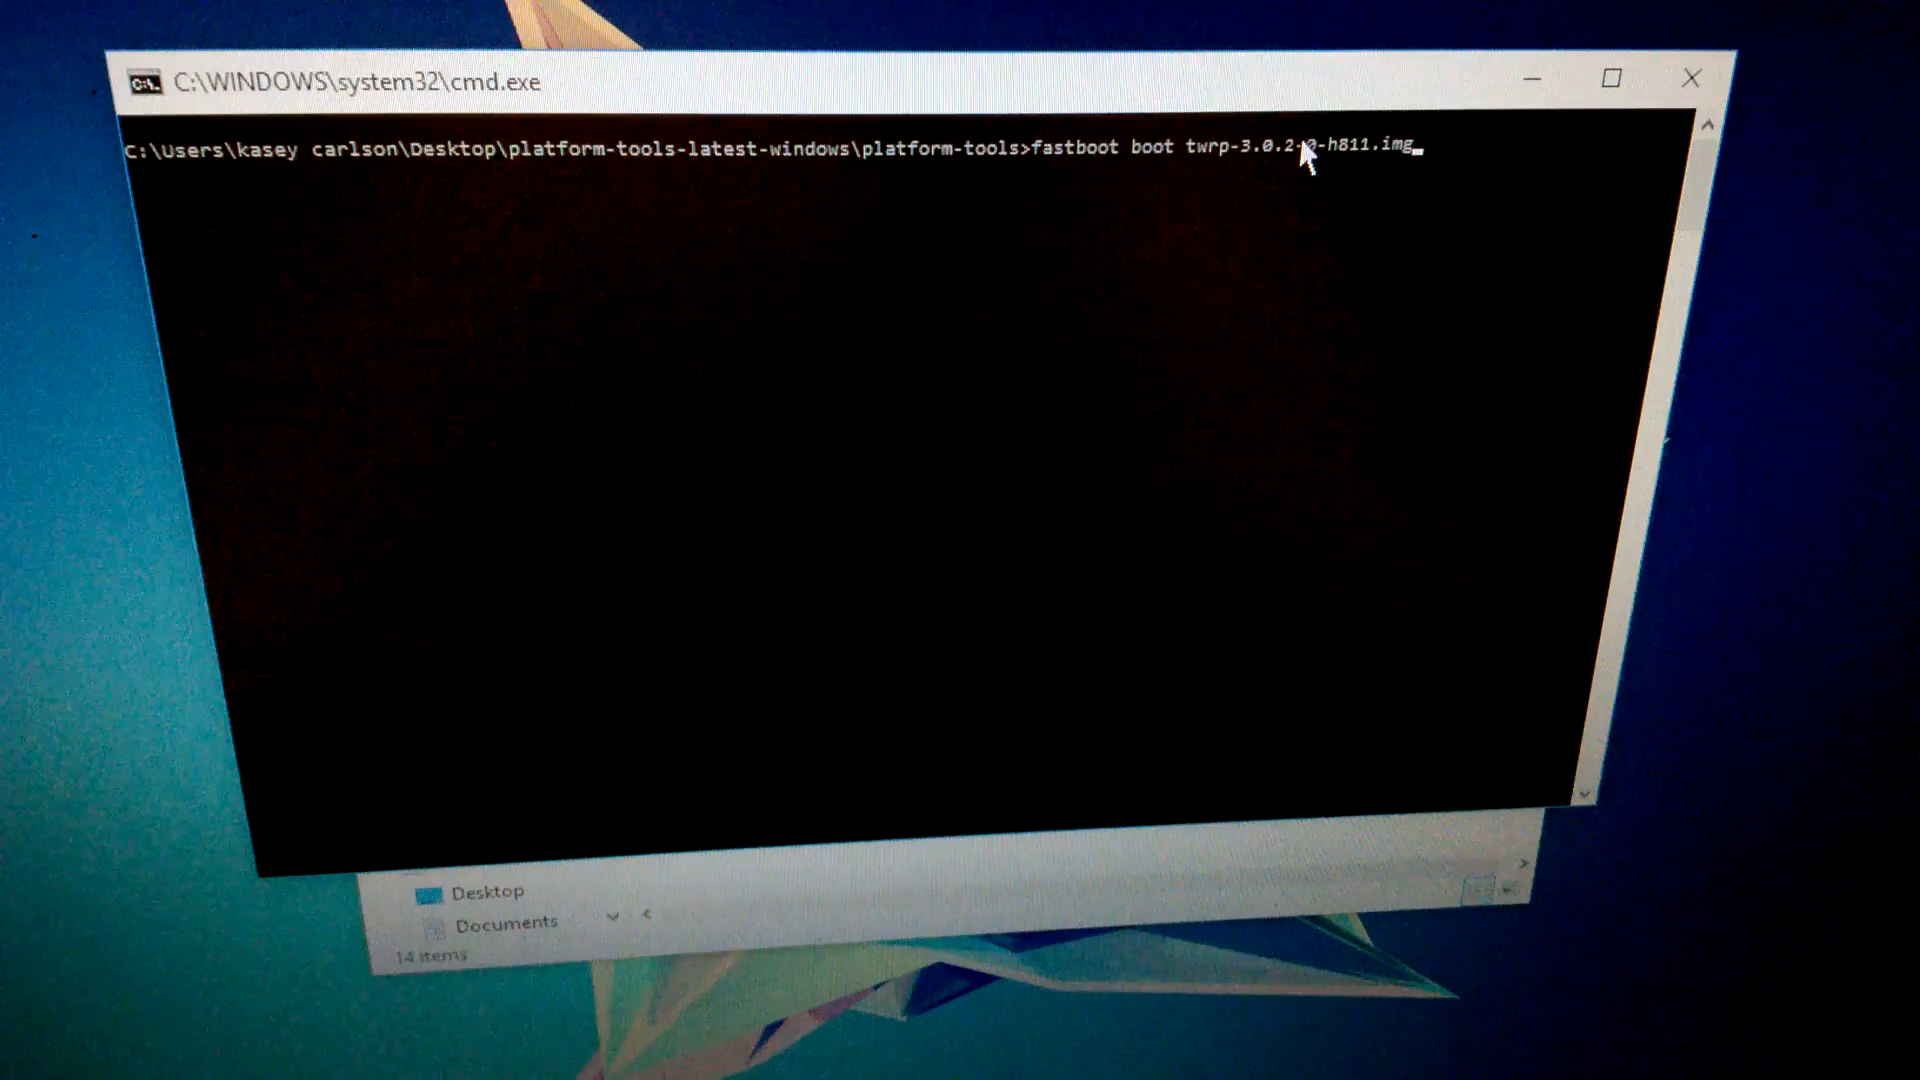 C:\WINDOWS\system32\cmd.exe
C:\Users\kasey carlson\Desktop\platform-tools-latest-windows\platform-tools>fastboot boot twrp-3.0.2-0-h811.img
Desktop
Documents
14 items